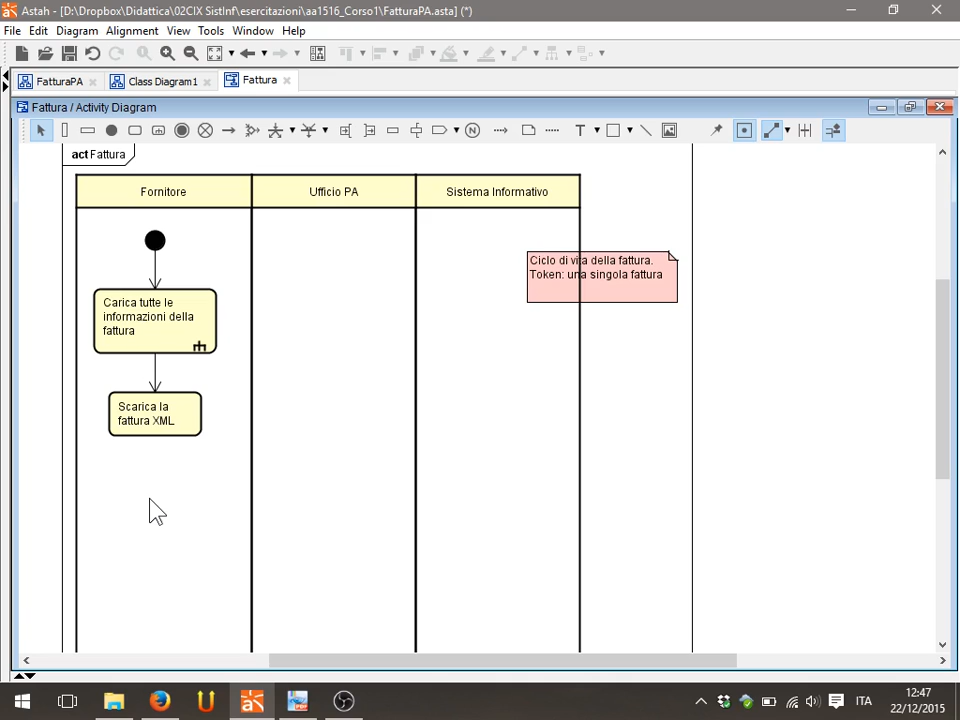 Astah - [D:\Dropbox\Didattica\02CIX SistInf\esercitazioni\aa1516_Corso1\FatturaPA.asta] (*)
File Edit Diagram Alignment View Tools Window Help
FatturaPA Class Diagram1 Fattura
Fattura / Activity Diagram
N T
act Fattura
Fornitore Ufficio PA Sistema Informativo
Ciclo di vita della fattura.
Token: una singola fattura
Carica tutte le
informazioni della
fattura
Scarica la
fattura XML
ITA
12:47
22/12/2015